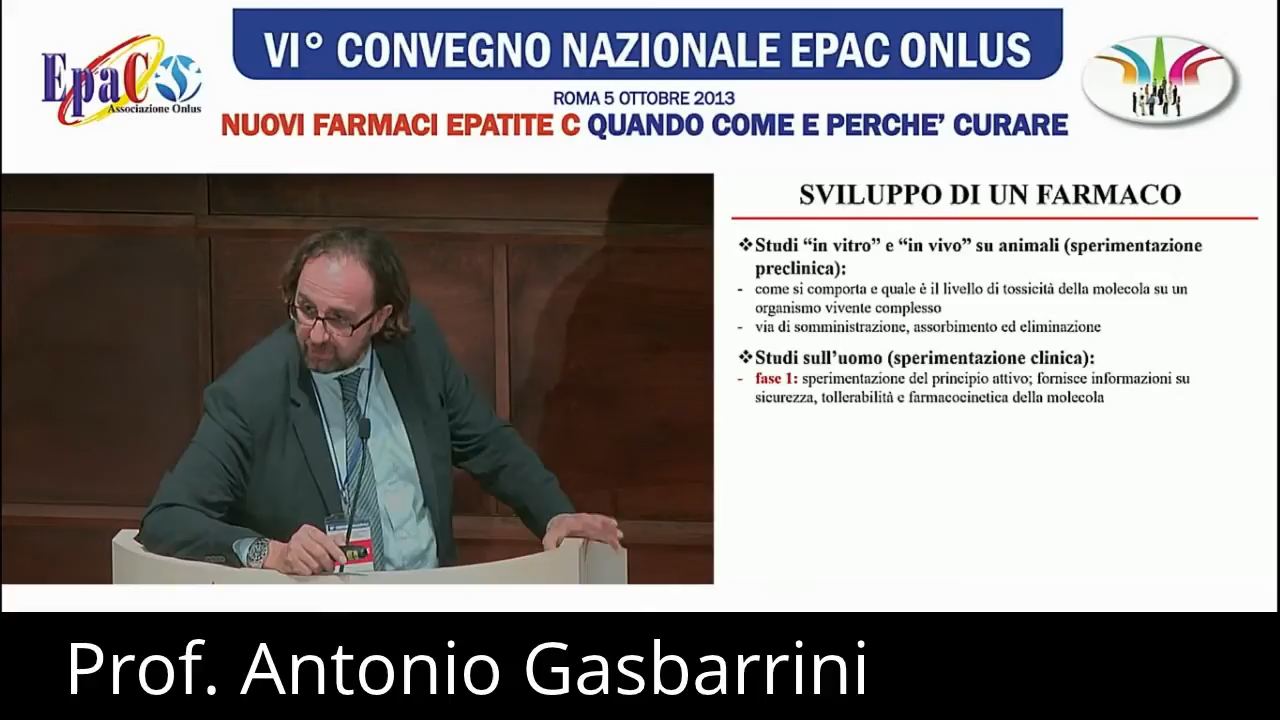 VI° CONVEGNO NAZIONALE EPAC ONLUS
EpaC
Associazione Onlus
ROMA 5 OTTOBRE 2013
NUOVI FARMACI EPATITE C QUANDO COME E PERCHE’ CURARE
SVILUPPO DI UN FARMACO
❖Studi “in vitro” e “in vivo” su animali (sperimentazione
preclinica):
- come si comporta e quale è il livello di tossicità della molecola su un
organismo vivente complesso
- via di somministrazione, assorbimento ed eliminazione
❖Studi sull’uomo (sperimentazione clinica):
- fase 1: sperimentazione del principio attivo; fornisce informazioni su
sicurezza, tollerabilità e farmacocinetica della molecola
Prof. Antonio Gasbarrini